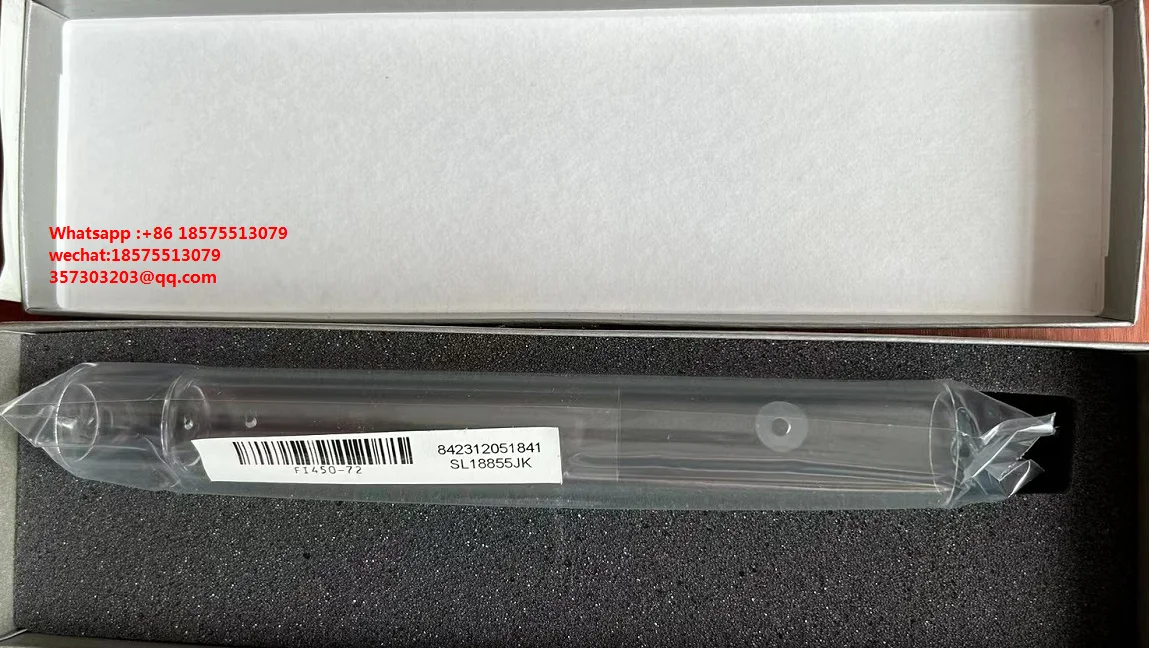 Whatsapp :+86 18575513079
wechat:18575513079
357303203@qq.com
842312051841
FI450-72
SL18855JK